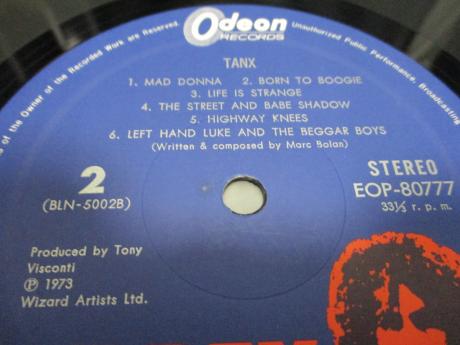 Odeon
RECORDS
s of the Owner of the Recorded Work are Reserved. Unauthorized Public Performance, Broadcasting
TANX
1. MAD DONNA 2. BORN TO BOOGIE
3. LIFE IS STRANGE
4. THE STREET AND BABE SHADOW
5. HIGHWAY KNEES
6. LEFT HAND LUKE AND THE BEGGAR BOYS
(Written & composed by Marc Bolan)
2
(BLN-5002B)
STEREO
EOP-80777
33⅓ r. p. m.
Produced by Tony
Visconti
Ⓟ 1973
Wizard Artists Ltd.